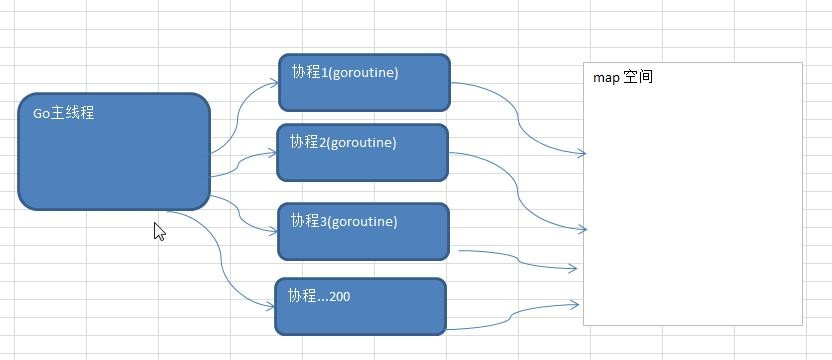 Go主线程
协程1(goroutine)
协程2(goroutine)
协程3(goroutine)
协程...200
map 空间